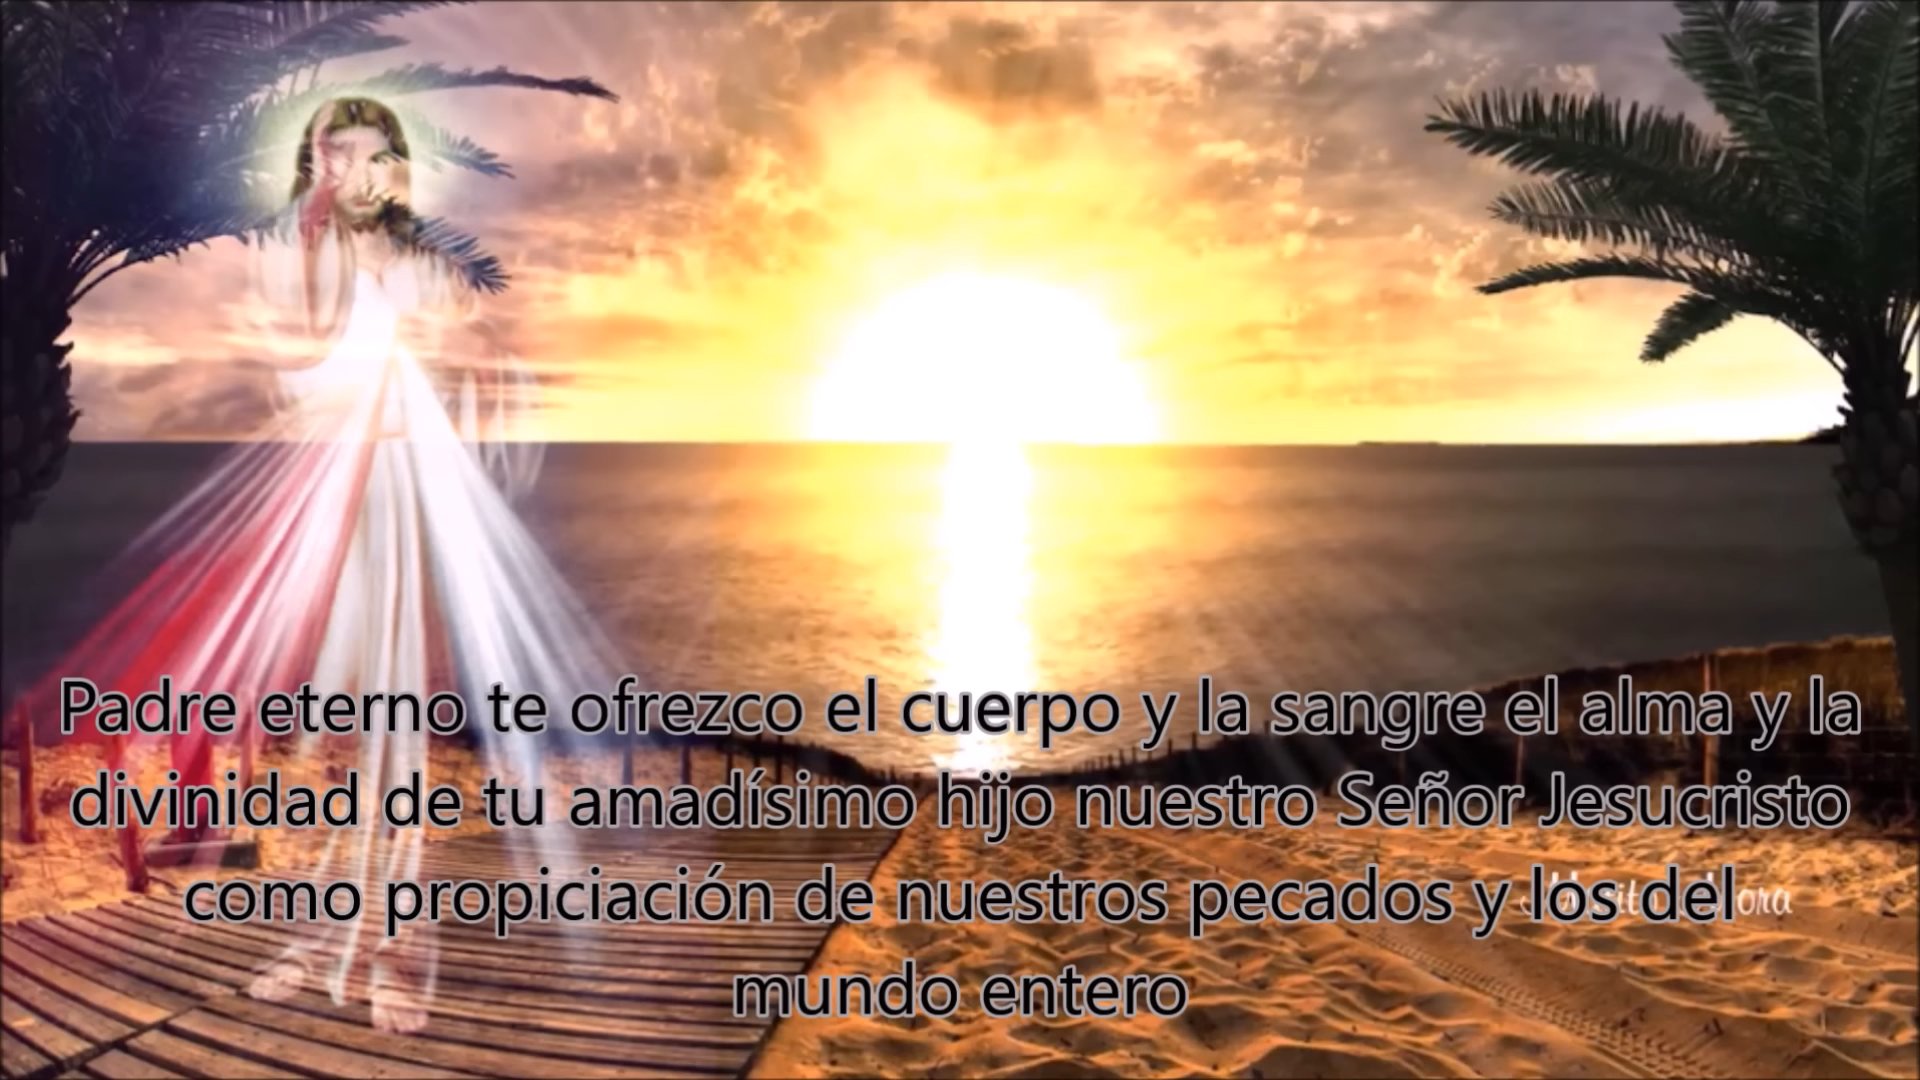 Padre eterno te ofrezco el cuerpo y la sangre el alma y la
divinidad de tu amadísimo hijo nuestro Señor Jesucristo
como propiciación de nuestros pecados y los del
mundo entero